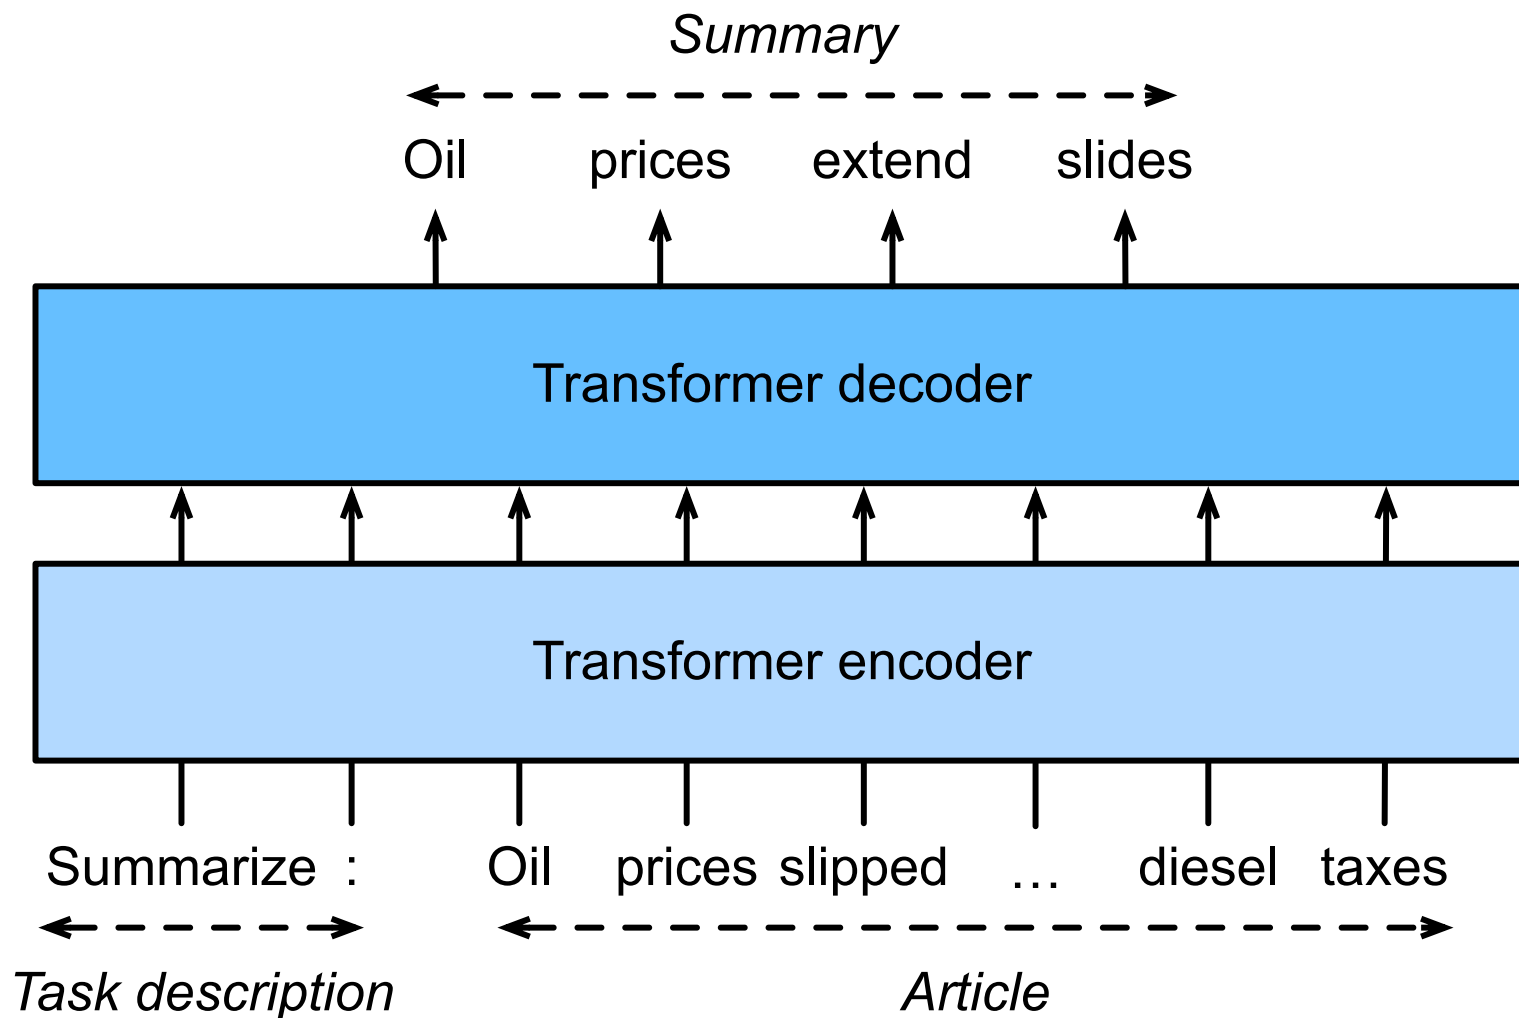 Summary
Oil prices extend slides
Transformer decoder
Transformer encoder
Summarize : Oil prices slipped … diesel taxes
Task description Article